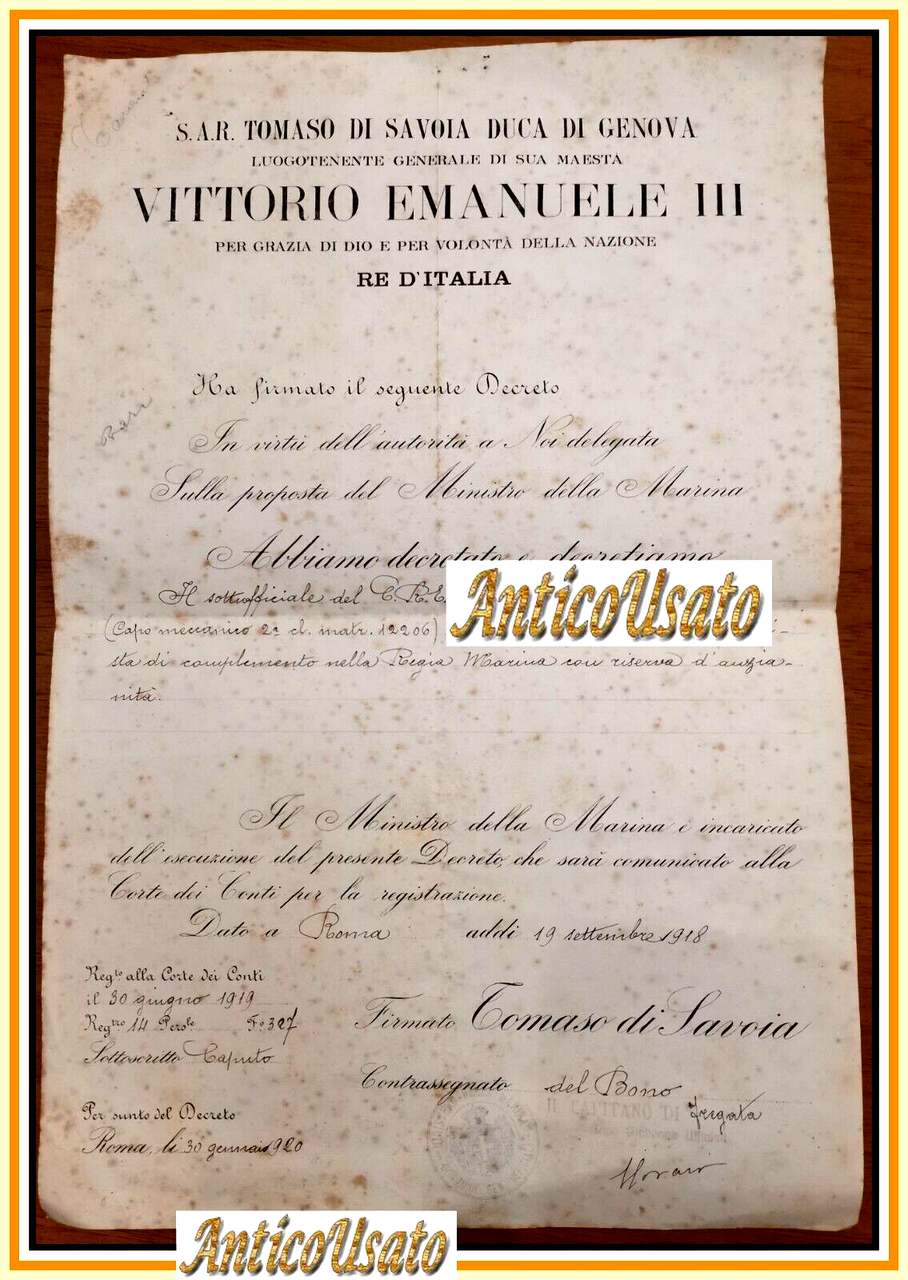 S.A.R. TOMASO DI SAVOIA DUCA DI GENOVA
LUOGOTENENTE GENERALE DI SUA MAESTÀ
VITTORIO EMANUELE III
PER GRAZIA DI DIO E PER VOLONTÀ DELLA NAZIONE
RE D'ITALIA
Ha firmato il seguente Decreto
In virtù dell'autorità a Noi delegata
Sulla proposta del Ministro della Marina
Abbiamo decretato e decretiamo
Il sottufficiale del C.R.E.
AnticoUsato
(Capo meccanico 2ª cl. matr. 12206)
sta di complemento nella Regia Marina con riserva d'anzia-
nità.
Il Ministro della Marina è incaricato
dell'esecuzione del presente Decreto, che sarà comunicato alla
Corte dei Conti per la registrazione.
Dato a Roma addì 19 settembre 1918
Regto alla Corte dei Conti
il 30 giugno 1919
Regtro 14 Persle Fo 327
Sottoscritto Caputo
Firmato Tomaso di Savoia
Contrassegnato del Bono
IL CAPITANO DI fregata
Per sunto del Decreto
Roma, li 30 gennaio 1920
AnticoUsato